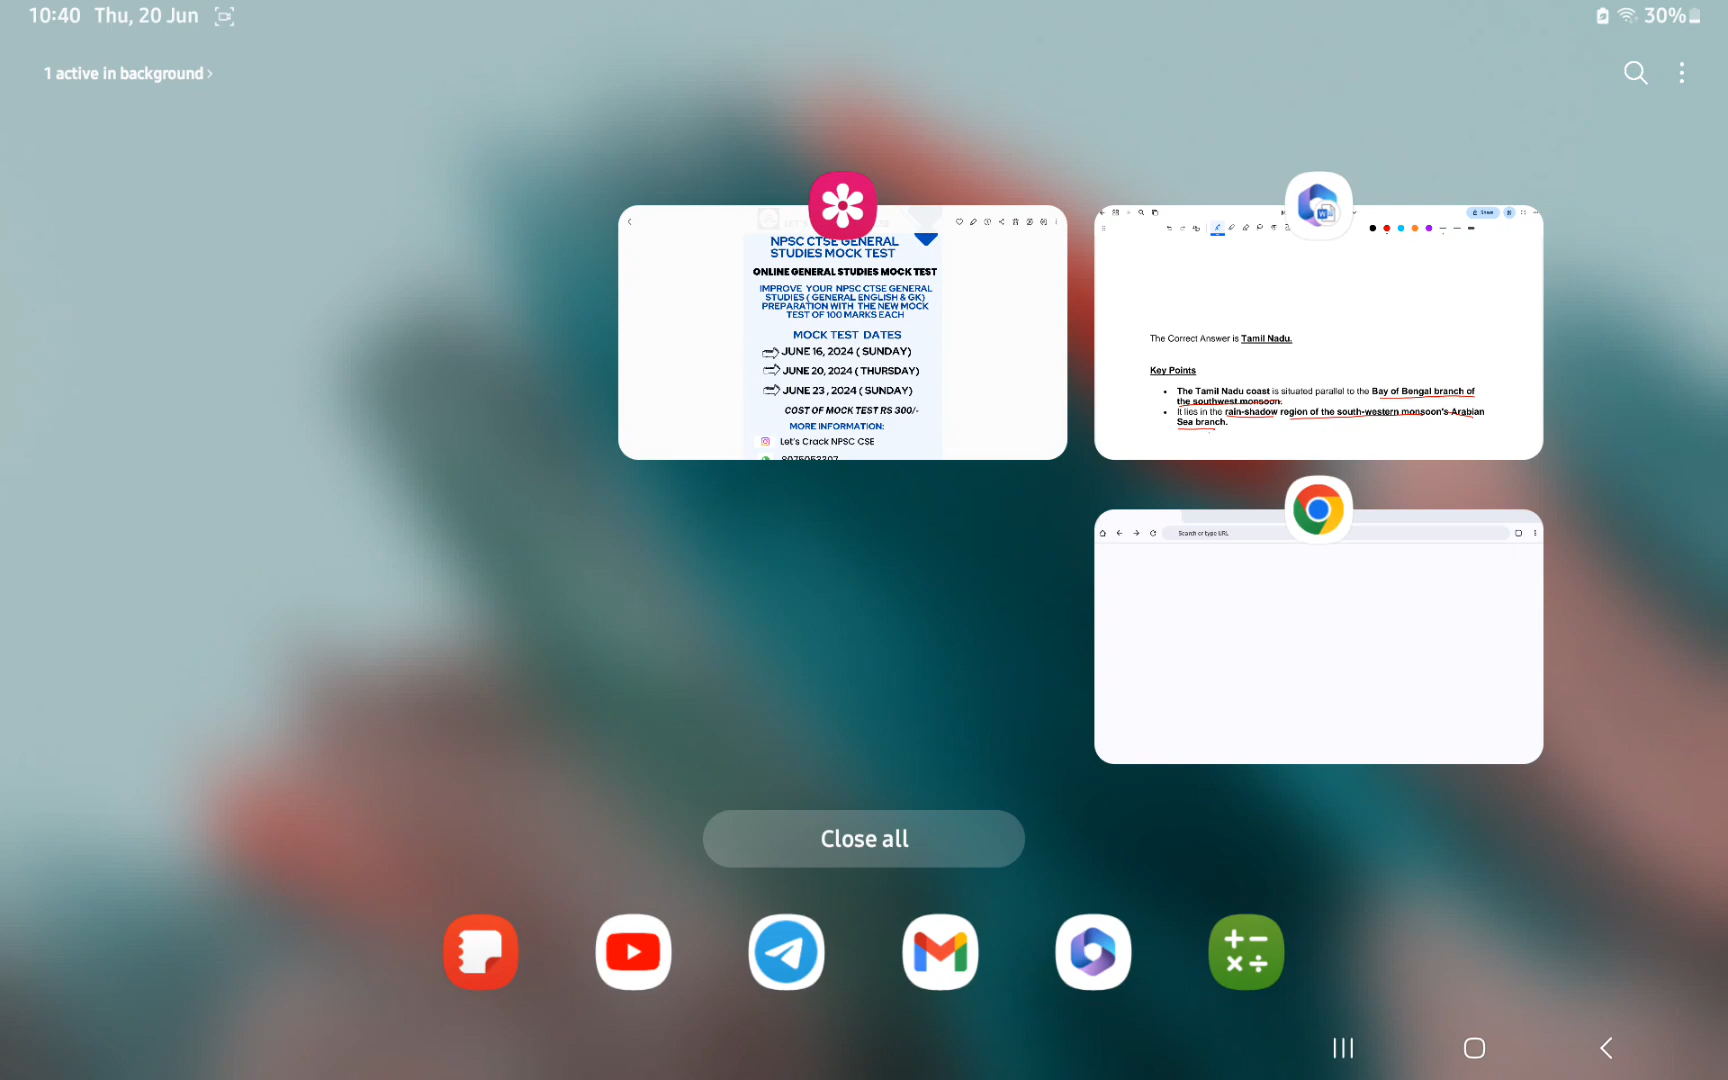 10:40 Thu, 20 Jun
30%
1 active in background >
NPSC CTSE GENERAL
STUDIES MOCK TEST
ONLINE GENERAL STUDIES MOCK TEST
IMPROVE YOUR NPSC CTSE GENERAL
STUDIES ( GENERAL ENGLISH & GK)
PREPARATION WITH THE NEW MOCK
TEST OF 100 MARKS EACH
MOCK TEST DATES
JUNE 16, 2024 ( SUNDAY)
JUNE 20, 2024 ( THURSDAY)
JUNE 23 , 2024 ( SUNDAY)
COST OF MOCK TEST RS 300/-
MORE INFORMATION:
Let's Crack NPSC CSE
Share
The Correct Answer is Tamil Nadu.
Key Points
• The Tamil Nadu coast is situated parallel to the Bay of Bengal branch of
the southwest monsoon.
• It lies in the rain-shadow region of the south-western monsoon's Arabian
Sea branch.
Search or type URL
Close all